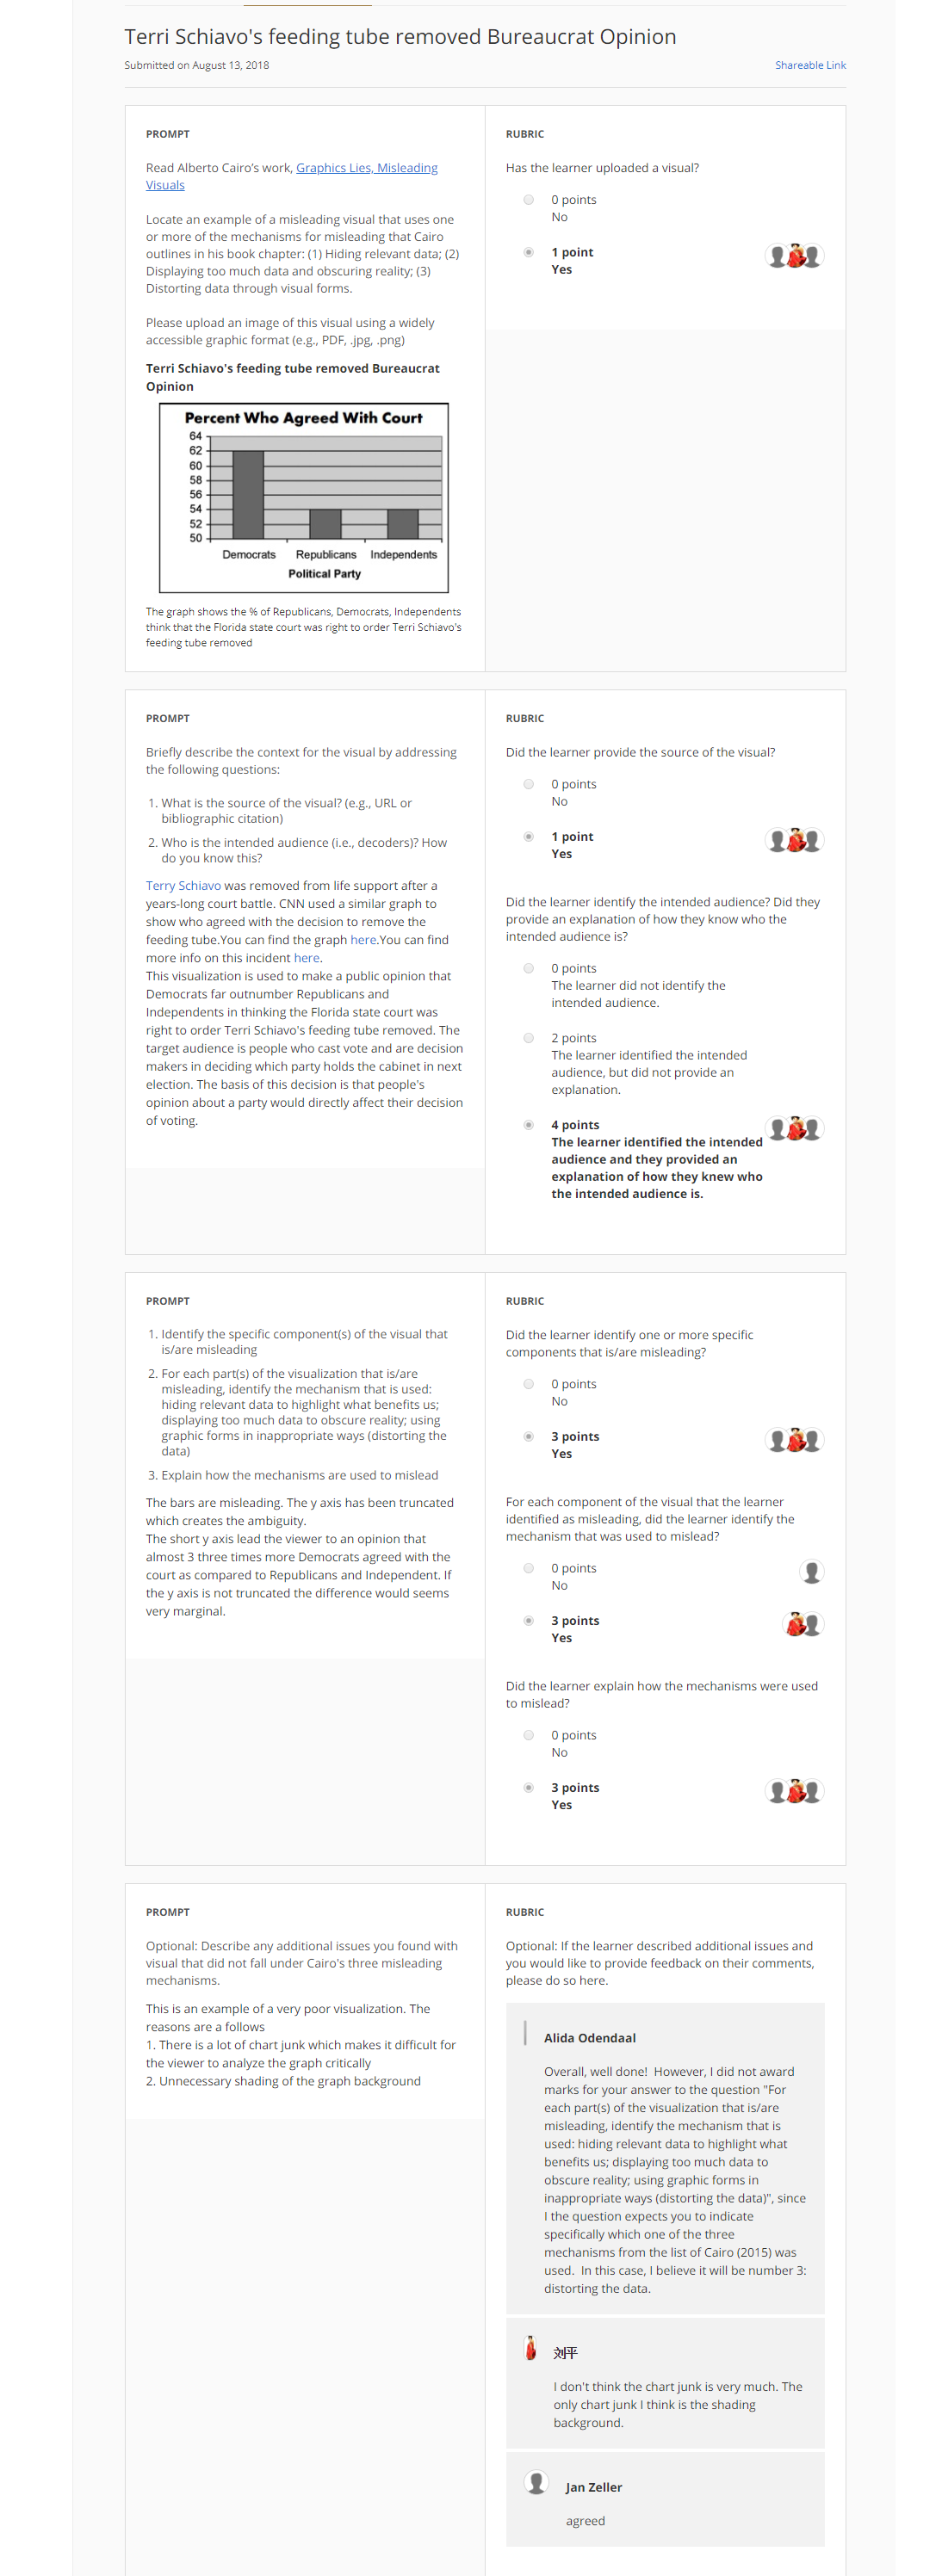 Terri Schiavo's feeding tube removed Bureaucrat Opinion
Submitted on August 13, 2018
Shareable Link
PROMPT
Read Alberto Cairo's work, Graphics Lies, Misleading
Visuals
Locate an example of a misleading visual that uses one
or more of the mechanisms for misleading that Cairo
outlines in his book chapter: (1) Hiding relevant data; (2)
Displaying too much data and obscuring reality; (3)
Distorting data through visual forms.
Please upload an image of this visual using a widely
accessible graphic format (e.g., PDF, .jpg, .png)
Terri Schiavo's feeding tube removed Bureaucrat
Opinion
Percent Who Agreed With Court
64
62
60
58
56
54
52
50
Democrats Republicans Independents
Political Party
The graph shows the % of Republicans, Democrats, Independents
think that the Florida state court was right to order Terri Schiavo's
feeding tube removed
RUBRIC
Has the learner uploaded a visual?
0 points
No
1 point
Yes
PROMPT
Briefly describe the context for the visual by addressing
the following questions:
1. What is the source of the visual? (e.g., URL or
bibliographic citation)
2. Who is the intended audience (i.e., decoders)? How
do you know this?
Terry Schiavo was removed from life support after a
years-long court battle. CNN used a similar graph to
show who agreed with the decision to remove the
feeding tube.You can find the graph here.You can find
more info on this incident here.
This visualization is used to make a public opinion that
Democrats far outnumber Republicans and
Independents in thinking the Florida state court was
right to order Terri Schiavo's feeding tube removed. The
target audience is people who cast vote and are decision
makers in deciding which party holds the cabinet in next
election. The basis of this decision is that people's
opinion about a party would directly affect their decision
of voting.
RUBRIC
Did the learner provide the source of the visual?
0 points
No
1 point
Yes
Did the learner identify the intended audience? Did they
provide an explanation of how they know who the
intended audience is?
0 points
The learner did not identify the
intended audience.
2 points
The learner identified the intended
audience, but did not provide an
explanation.
4 points
The learner identified the intended
audience and they provided an
explanation of how they knew who
the intended audience is.
PROMPT
1. Identify the specific component(s) of the visual that
is/are misleading
2. For each part(s) of the visualization that is/are
misleading, identify the mechanism that is used:
hiding relevant data to highlight what benefits us;
displaying too much data to obscure reality; using
graphic forms in inappropriate ways (distorting the
data)
3. Explain how the mechanisms are used to mislead
The bars are misleading. The y axis has been truncated
which creates the ambiguity.
The short y axis lead the viewer to an opinion that
almost 3 three times more Democrats agreed with the
court as compared to Republicans and Independent. If
the y axis is not truncated the difference would seems
very marginal.
RUBRIC
Did the learner identify one or more specific
components that is/are misleading?
0 points
No
3 points
Yes
For each component of the visual that the learner
identified as misleading, did the learner identify the
mechanism that was used to mislead?
0 points
No
3 points
Yes
Did the learner explain how the mechanisms were used
to mislead?
0 points
No
3 points
Yes
PROMPT
Optional: Describe any additional issues you found with
visual that did not fall under Cairo's three misleading
mechanisms.
This is an example of a very poor visualization. The
reasons are a follows
1. There is a lot of chart junk which makes it difficult for
the viewer to analyze the graph critically
2. Unnecessary shading of the graph background
RUBRIC
Optional: If the learner described additional issues and
you would like to provide feedback on their comments,
please do so here.
Alida Odendaal
Overall, well done!  However, I did not award
marks for your answer to the question "For
each part(s) of the visualization that is/are
misleading, identify the mechanism that is
used: hiding relevant data to highlight what
benefits us; displaying too much data to
obscure reality; using graphic forms in
inappropriate ways (distorting the data)", since
I the question expects you to indicate
specifically which one of the three
mechanisms from the list of Cairo (2015) was
used.  In this case, I believe it will be number 3:
distorting the data.
刘平
I don't think the chart junk is very much. The
only chart junk I think is the shading
background.
Jan Zeller
agreed